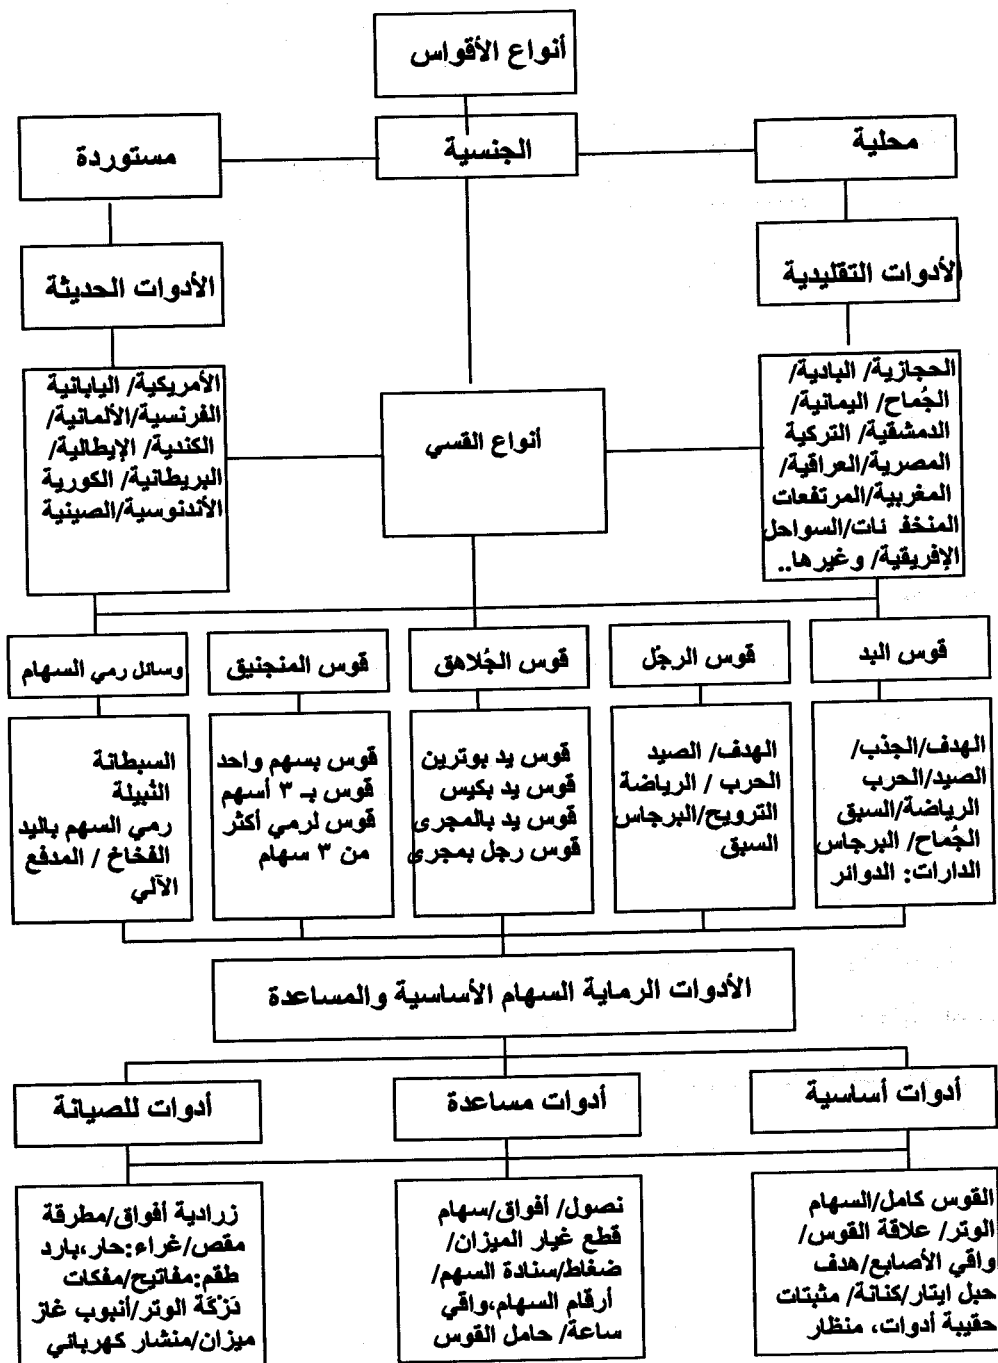 أنواع الأقواس
محلية
الجنسية
مستوردة
الأدوات التقليدية
الأدوات الحديثة
الحجازية/ البادية/
الجُماح/ اليمانية/
الدمشقية/ التركية
المصرية/العراقية/
المغربية/المرتفعات
المنخف نات/السواحل
الإفريقية/ وغيرها..
أنواع القسي
الأمريكية/ اليابانية
الفرنسية/الألمانية/
الكندية/ الإيطالية/
البريطانية/ الكورية
الأندنوسية/الصينية
قوس اليد
قوس الرجُل
قوس الجُلاهق
قوس المنجنيق
وسائل رمي السهام
الهدف/الجذب/
الصيد/الحرب
الرياضة/السبق
الجُماح/ البرجاس
الدارات: الدوائر
الهدف/ الصيد
الحرب / الرياضة
الترويح/البرجاس
السبق
قوس يد بوترين
قوس يد بكيس
قوس يد بالمجرى
قوس رجل بمجرى
قوس بسهم واحد
قوس بـ ٣ أسهم
قوس لرمي أكثر
من ٣ سهام
السبطانة
النُبيلة
رمي السهم باليد
الفخاخ / المدفع
الآلي
الأدوات الرماية السهام الأساسية والمساعدة
أدوات أساسية
أدوات مساعدة
أدوات للصيانة
القوس كامل/السهام
الوتر/ علاقة القوس/
واقي الأصابع/هدف
حبل ايتار/كنانة/ مثبتات
حقيبة أدوات، منظار
نصول/ أفواق/سهام
قطع غيار الميزان/
ضغاط/سنادة السهم/
أرقام السهام،واقي
ساعة/ حامل القوس
زرادية أفواق/مطرقة
مقص/غراء:حار،بارد
طقم:مفاتيح/مفكات
دَزْكَة الوتر/أنبوب غاز
ميزان/منشار كهربائي